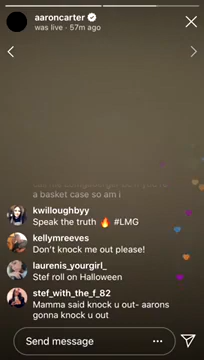 aaroncarter
was live · 57m ago
a basket case so am i
kwilloughbyy
Speak the truth 🔥 #LMG
kellymreeves
Don't knock me out please!
laurenis_yourgirl_
Stef roll on Halloween
stef_with_the_f_82
Mamma said knock u out- aarons
gonna knock u out
Send message